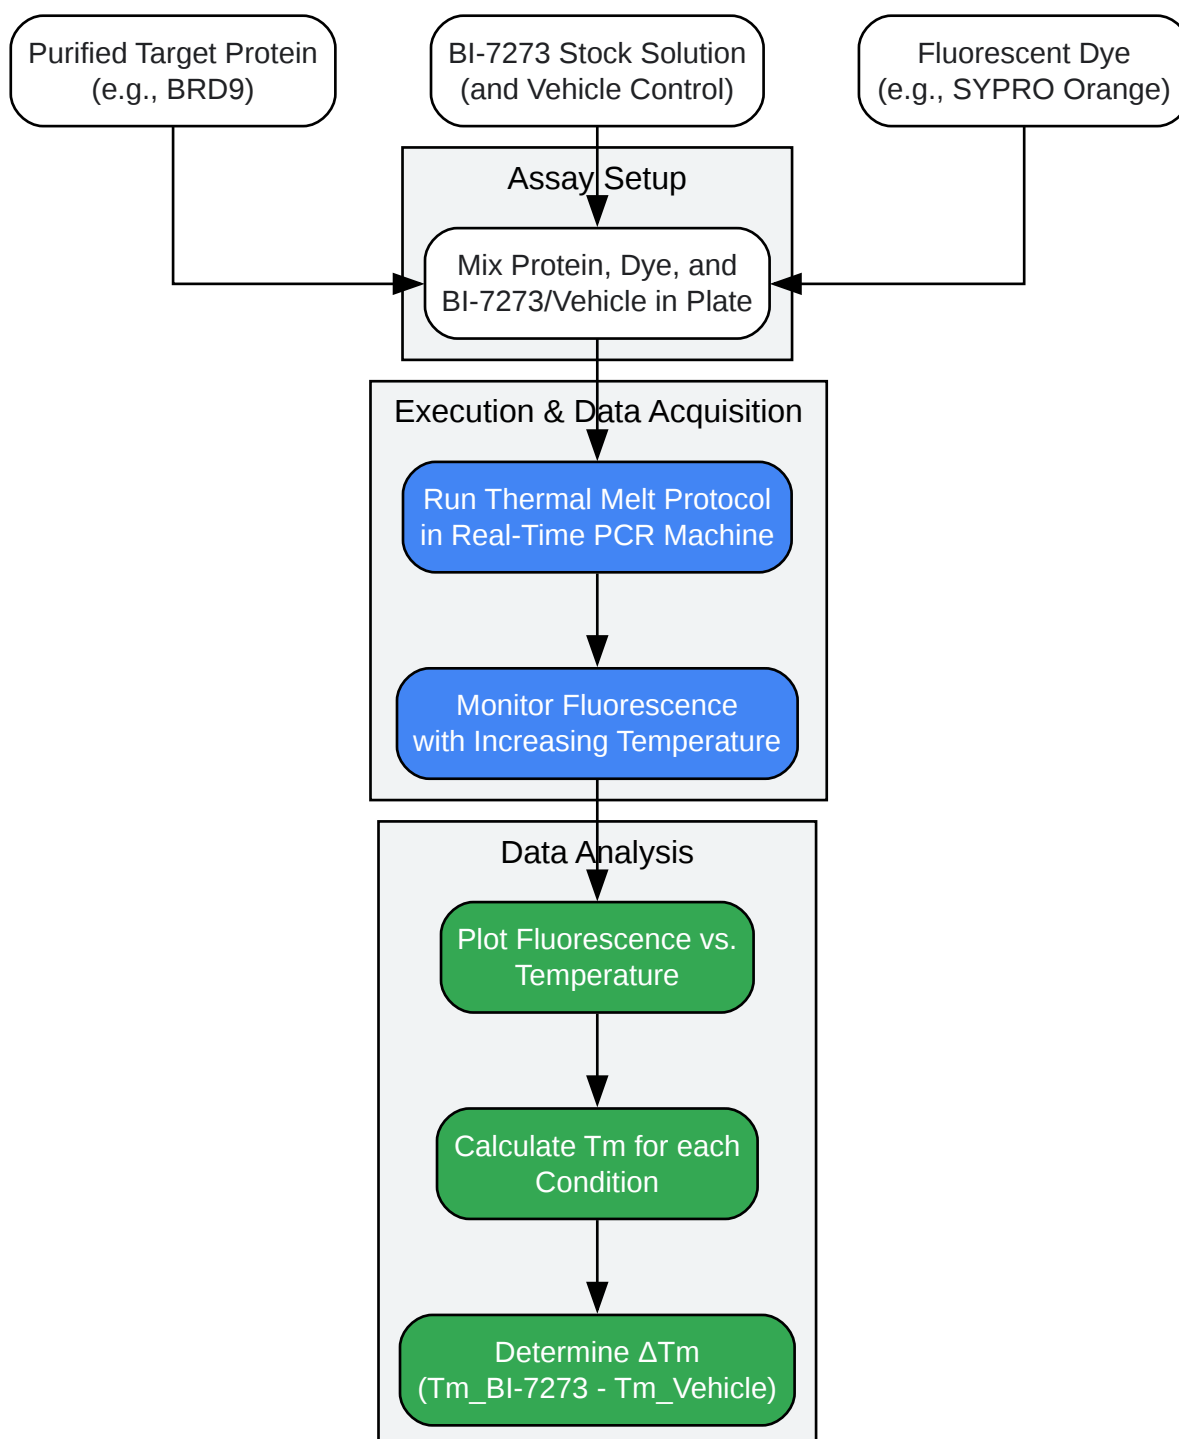 Purified Target Protein
(e.g., BRD9)
BI-7273 Stock Solution
(and Vehicle Control)
Fluorescent Dye
(e.g., SYPRO Orange)
Assay Setup
Mix Protein, Dye, and
BI-7273/Vehicle in Plate
Execution & Data Acquisition
Run Thermal Melt Protocol
in Real-Time PCR Machine
Monitor Fluorescence
with Increasing Temperature
Data Analysis
Plot Fluorescence vs.
Temperature
Calculate Tm for each
Condition
Determine ΔTm
(Tm_BI-7273 - Tm_Vehicle)